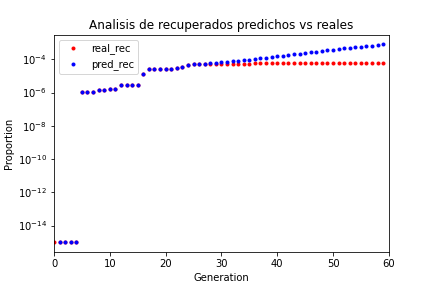 Analisis de recuperados predichos vs reales
real_rec
pred_rec
Proportion
10⁻⁴
10⁻⁶
10⁻⁸
10⁻¹⁰
10⁻¹²
10⁻¹⁴
0 10 20 30 40 50 60
Generation